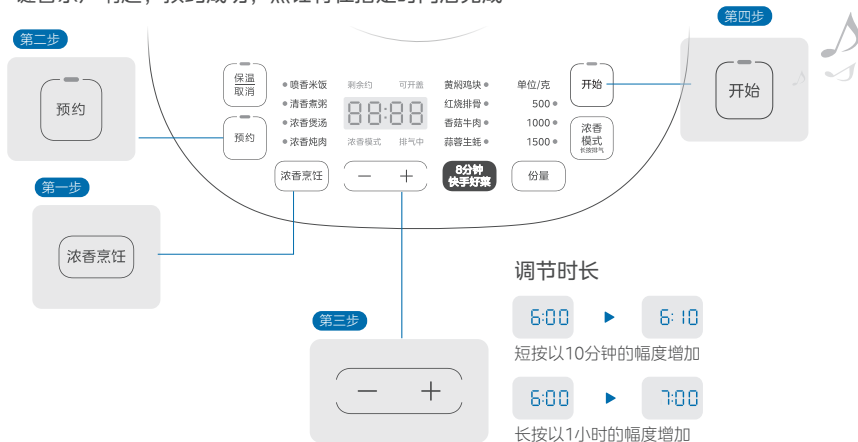 第四步
开始
第二步
预约
保温
取消
预约
喷香米饭
清香煮粥
浓香煲汤
浓香炖肉
剩余约 可开盖
88:88
浓香模式 排气中
黄焖鸡块
红烧排骨
香菇牛肉
蒜蓉生蚝
单位/克
500
1000
1500
开始
浓香
模式
长按排气
浓香烹饪
— +
8分钟
快手好菜
份量
第一步
浓香烹饪
第三步
— +
调节时长
6:00 ▶ 6:10
短按以10分钟的幅度增加
6:00 ▶ 7:00
长按以1小时的幅度增加